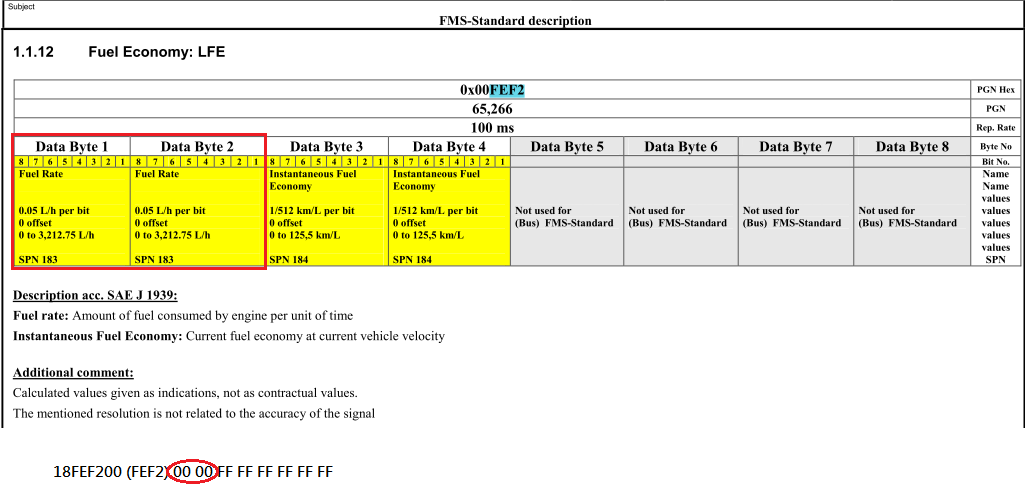 Subject
FMS-Standard description
1.1.12 Fuel Economy: LFE
0x00FEF2 PGN Hex
65,266 PGN
100 ms Rep. Rate
Data Byte 1 Data Byte 2 Data Byte 3 Data Byte 4 Data Byte 5 Data Byte 6 Data Byte 7 Data Byte 8 Byte No
8 7 6 5 4 3 2 1 8 7 6 5 4 3 2 1 8 7 6 5 4 3 2 1 8 7 6 5 4 3 2 1 Bit No.
Fuel Rate Fuel Rate Instantaneous Fuel Instantaneous Fuel Name
Economy Economy Name
values
0.05 L/h per bit 0.05 L/h per bit 1/512 km/L per bit 1/512 km/L per bit Not used for Not used for Not used for Not used for values
0 offset 0 offset 0 offset 0 offset (Bus) FMS-Standard (Bus) FMS-Standard (Bus) FMS-Standard (Bus) FMS-Standard values
0 to 3,212.75 L/h 0 to 3,212.75 L/h 0 to 125,5 km/L 0 to 125,5 km/L values
values
SPN 183 SPN 183 SPN 184 SPN 184 SPN
Description acc. SAE J 1939:
Fuel rate: Amount of fuel consumed by engine per unit of time
Instantaneous Fuel Economy: Current fuel economy at current vehicle velocity
Additional comment:
Calculated values given as indications, not as contractual values.
The mentioned resolution is not related to the accuracy of the signal
18FEF200 (FEF2) 00 00 FF FF FF FF FF FF